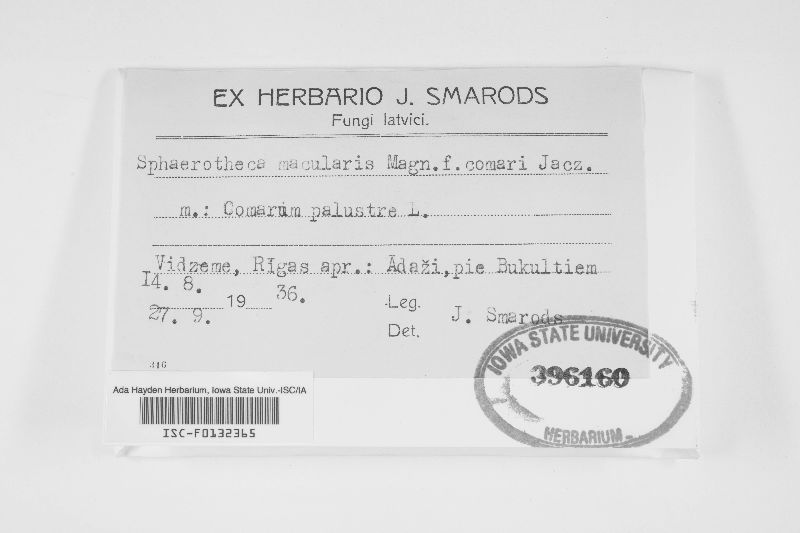 EX HERBARIO J. SMARODS
Fungi latvici.
Sphaerotheca macularis Magn.f.comari Jacz.
m.: Comarum palustre L.
Vidzeme, Rīgas apr.: Ādaži,pie Bukultiem
I4. 8.
27. 9. 19 36.
Leg.
Det. J. Smarods
316
IOWA STATE UNIVERSITY
396160
HERBARIUM
Ada Hayden Herbarium, Iowa State Univ.-ISC/IA
ISC-F0132365